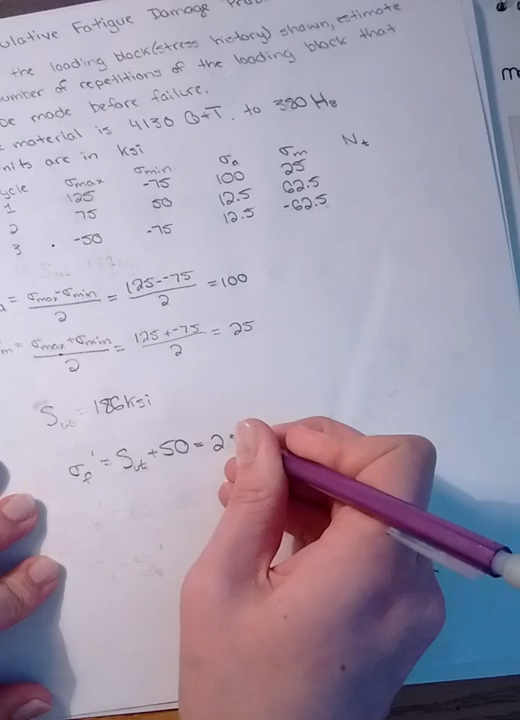 ulative Fatigue Damage
the loading block (stress history) shown, estimate
number of repetitions of the loading block that
be made before failure.
material is 4130 Q+T. to 380 HB
nits are in ksi
ycle σmax σmin σa σm Nf
1 125 -75 100 25
2 75 50 12.5 62.5
3 -50 -75 12.5 -62.5
= σmax-σmin/2 = 125--75/2 = 100
m = σmax+σmin/2 = 125+-75/2 = 25
Sut = 186ksi
σf' = Sut+50 = 2